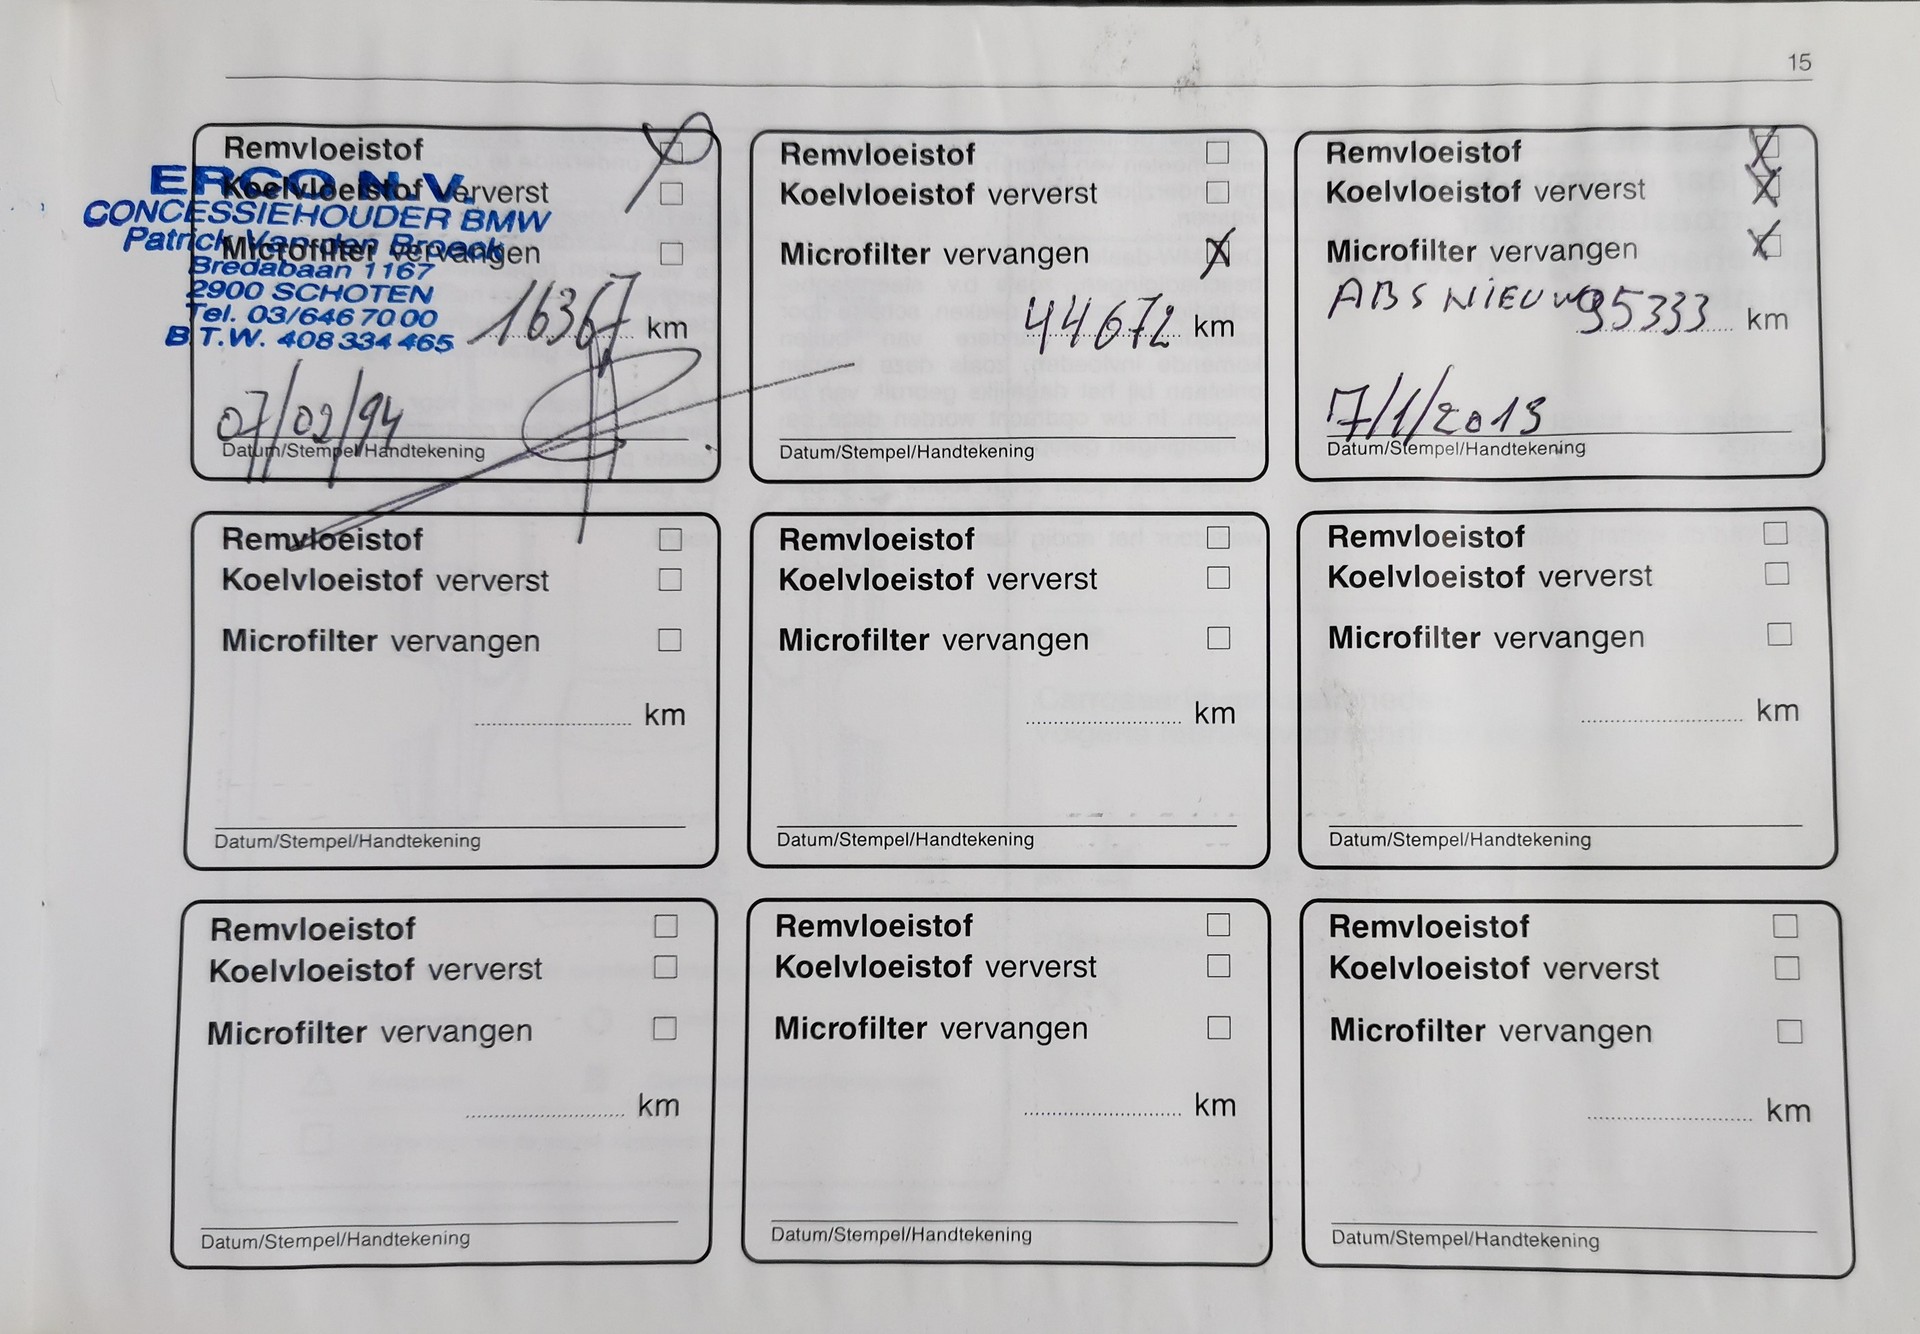 15
Remvloeistof
Koelvloeistof ververst
Microfilter vervangen
ERCO N.V.
CONCESSIEHOUDER BMW
Patrick Van den Broeck
Bredabaan 1167
2900 SCHOTEN
Tel. 03/646 70 00
B.T.W. 408 334 465
16367 km
07/02/94
Datum/Stempel/Handtekening
Remvloeistof
Koelvloeistof ververst
Microfilter vervangen
44672 km
Datum/Stempel/Handtekening
Remvloeistof
Koelvloeistof ververst
Microfilter vervangen
ABS NIEUW 95333 km
7/1/2013
Datum/Stempel/Handtekening
Remvloeistof
Koelvloeistof ververst
Microfilter vervangen
km
Datum/Stempel/Handtekening
Remvloeistof
Koelvloeistof ververst
Microfilter vervangen
km
Datum/Stempel/Handtekening
Remvloeistof
Koelvloeistof ververst
Microfilter vervangen
km
Datum/Stempel/Handtekening
Remvloeistof
Koelvloeistof ververst
Microfilter vervangen
km
Datum/Stempel/Handtekening
Remvloeistof
Koelvloeistof ververst
Microfilter vervangen
km
Datum/Stempel/Handtekening
Remvloeistof
Koelvloeistof ververst
Microfilter vervangen
km
Datum/Stempel/Handtekening